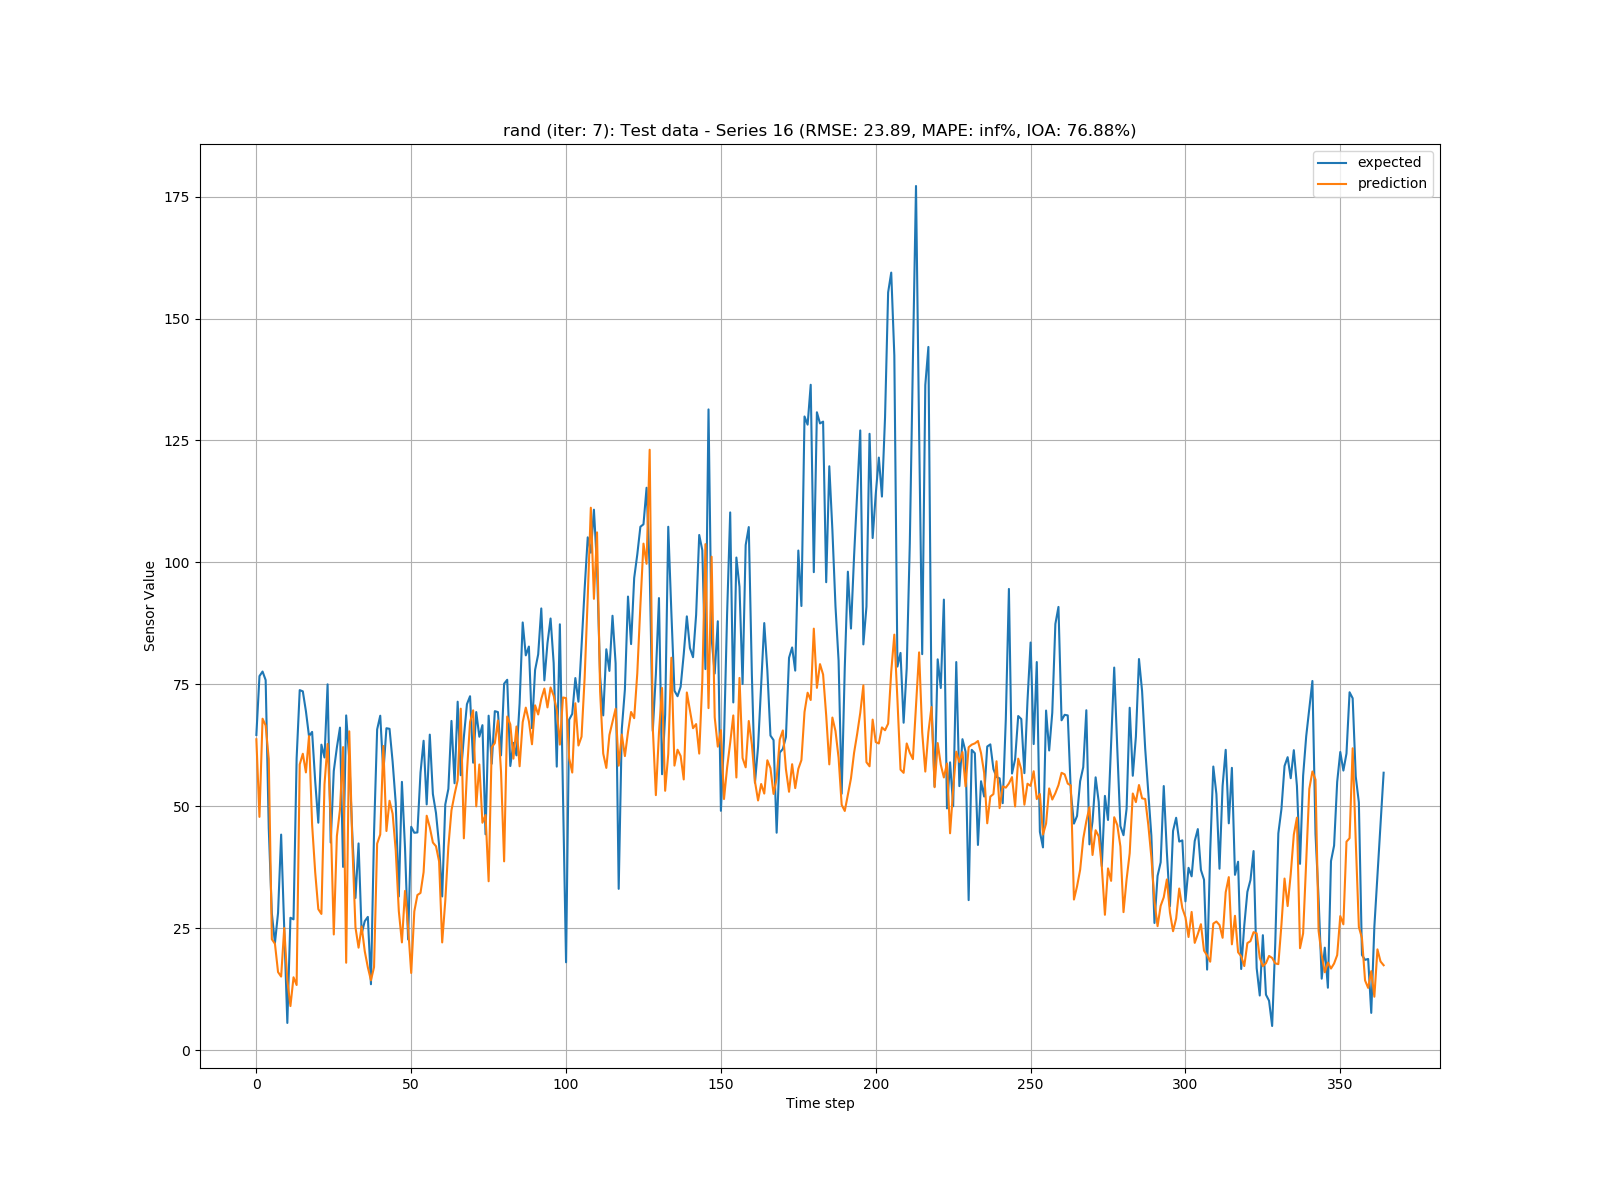 rand (iter: 7): Test data - Series 16 (RMSE: 23.89, MAPE: inf%, IOA: 76.88%)
expected
prediction
175
150
125
100
75
50
25
0
Sensor Value
0 50 100 150 200 250 300 350
Time step